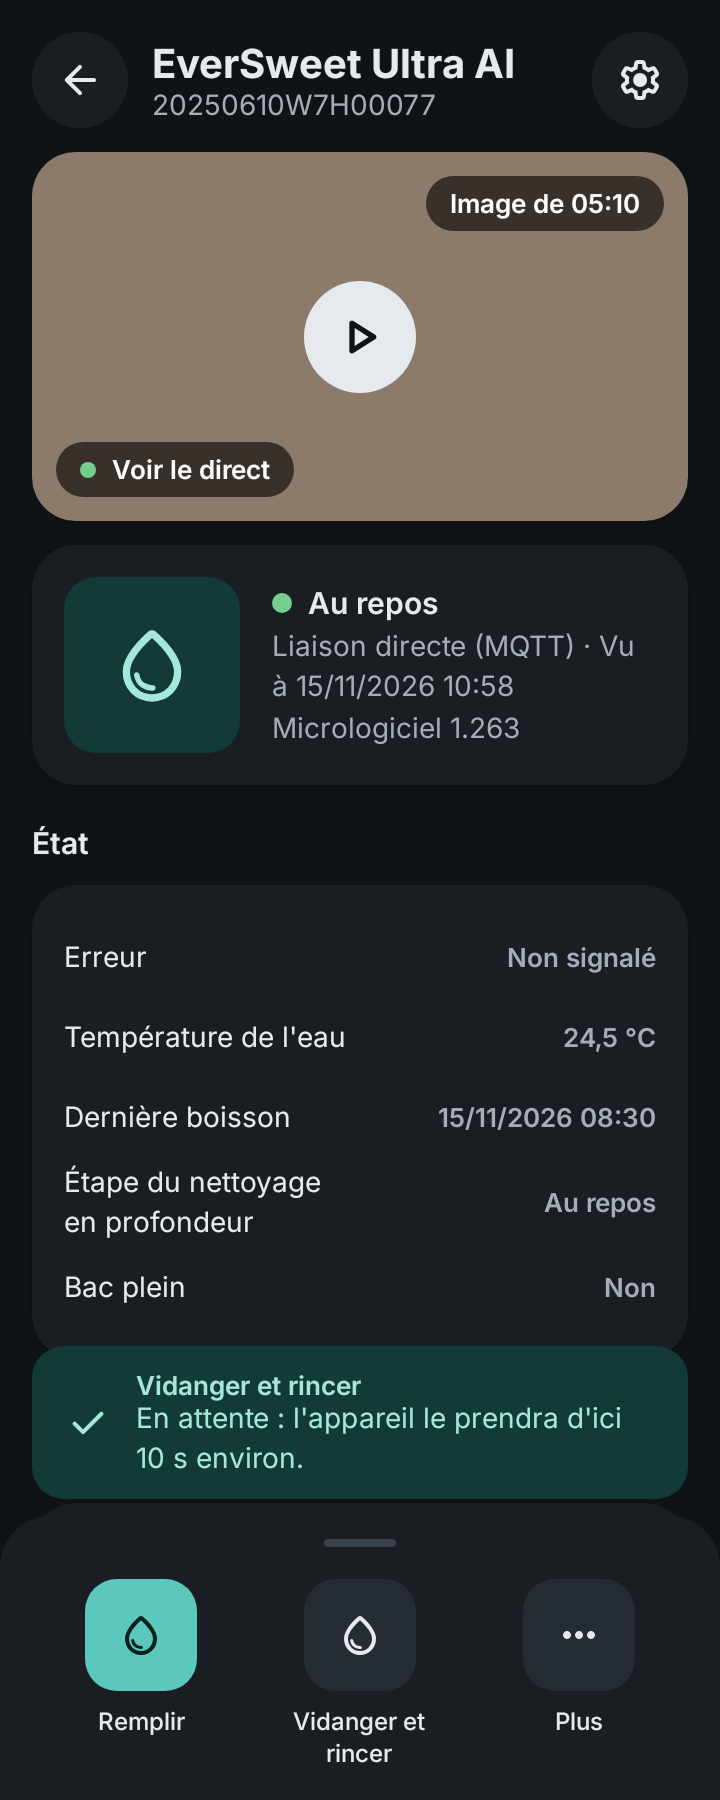 EverSweet Ultra AI
20250610W7H00077
Image de 05:10
Voir le direct
Au repos
Liaison directe (MQTT) · Vu
à 15/11/2026 10:58
Micrologiciel 1.263
État
Erreur
Non signalé
Température de l'eau
24,5 °C
Dernière boisson
15/11/2026 08:30
Étape du nettoyage
en profondeur
Au repos
Bac plein
Non
Vidanger et rincer
En attente : l'appareil le prendra d'ici
10 s environ.
Remplir
Vidanger et
rincer
Plus